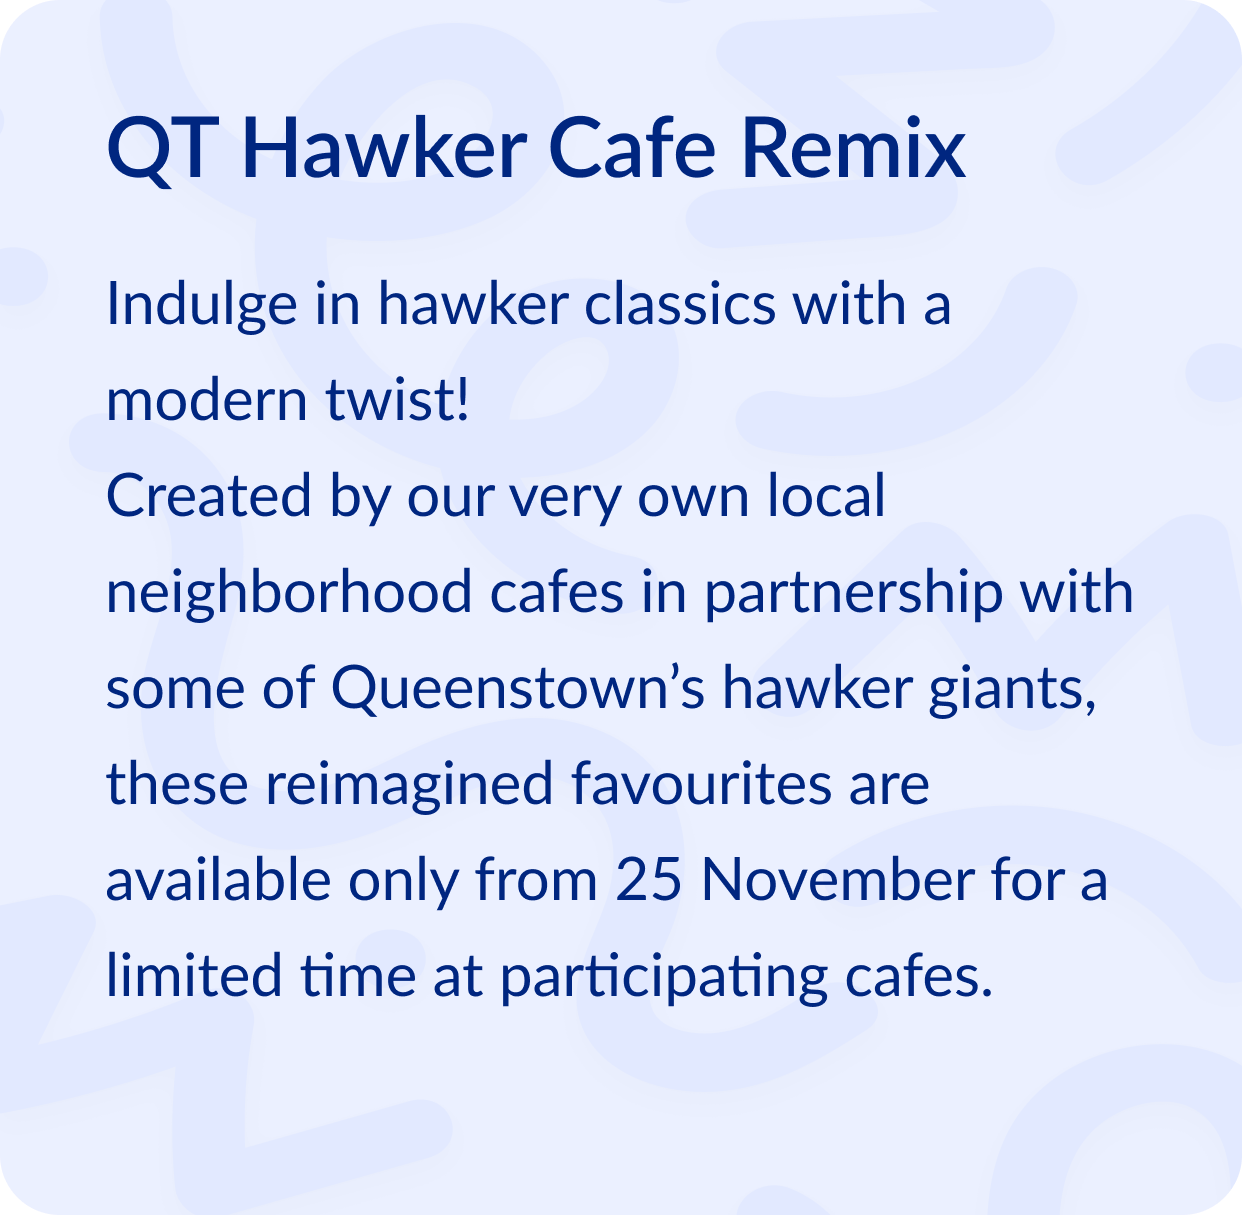 QT Hawker Cafe Remix
Indulge in hawker classics with a
modern twist!
Created by our very own local
neighborhood cafes in partnership with
some of Queenstown’s hawker giants,
these reimagined favourites are
available only from 25 November for a
limited time at participating cafes.